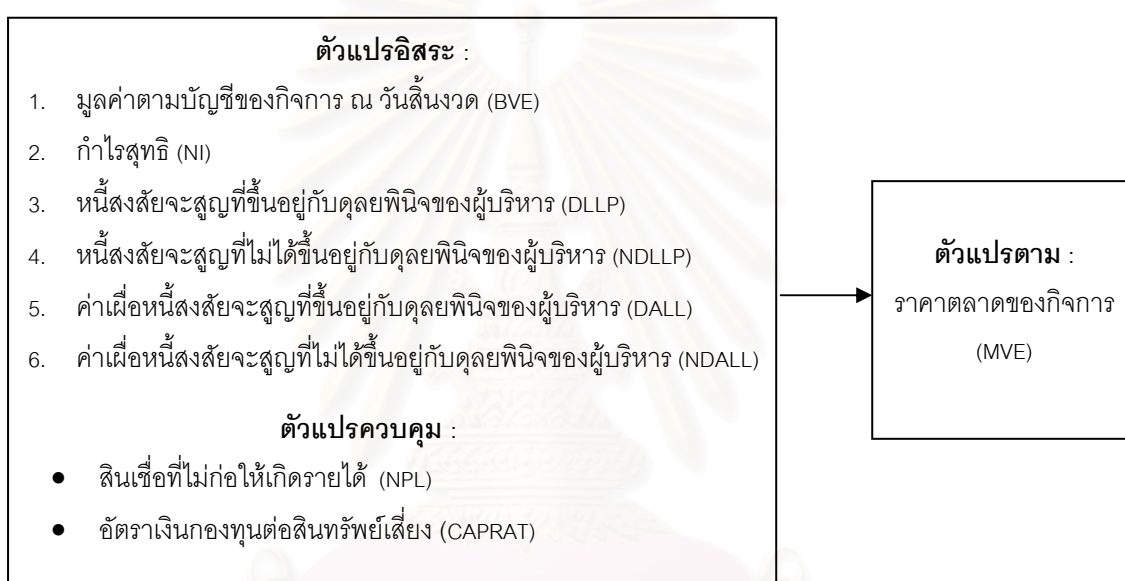 ตัวแปรอิสระ :
1. มูลค่าตามบัญชีของกิจการ ณ วันสิ้นงวด (BVE)
2. กำไรสุทธิ (NI)
3. หนี้สงสัยจะสูญที่ขึ้นอยู่กับดุลยพินิจของผู้บริหาร (DLLP)
4. หนี้สงสัยจะสูญที่ไม่ได้ขึ้นอยู่กับดุลยพินิจของผู้บริหาร (NDLLP)
5. ค่าเผื่อหนี้สงสัยจะสูญที่ขึ้นอยู่กับดุลยพินิจของผู้บริหาร (DALL)
6. ค่าเผื่อหนี้สงสัยจะสูญที่ไม่ได้ขึ้นอยู่กับดุลยพินิจของผู้บริหาร (NDALL)
ตัวแปรควบคุม :
● สินเชื่อที่ไม่ก่อให้เกิดรายได้ (NPL)
● อัตราเงินกองทุนต่อสินทรัพย์เสี่ยง (CAPRAT)
ตัวแปรตาม :
ราคาตลาดของกิจการ
(MVE)